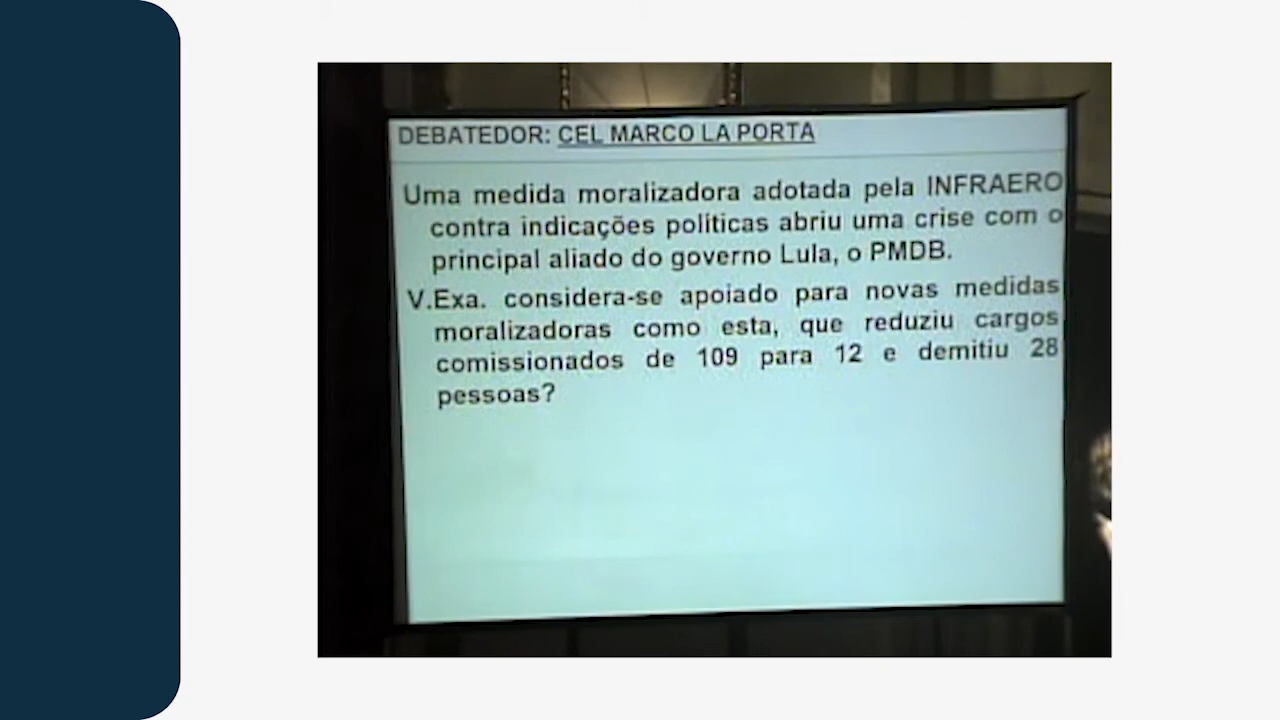 DEBATEDOR: CEL MARCO LA PORTA
Uma medida moralizadora adotada pela INFRAERO
contra indicações políticas abriu uma crise com o
principal aliado do governo Lula, o PMDB.
V.Exa. considera-se apoiado para novas medidas
moralizadoras como esta, que reduziu cargos
comissionados de 109 para 12 e demitiu 28
pessoas?